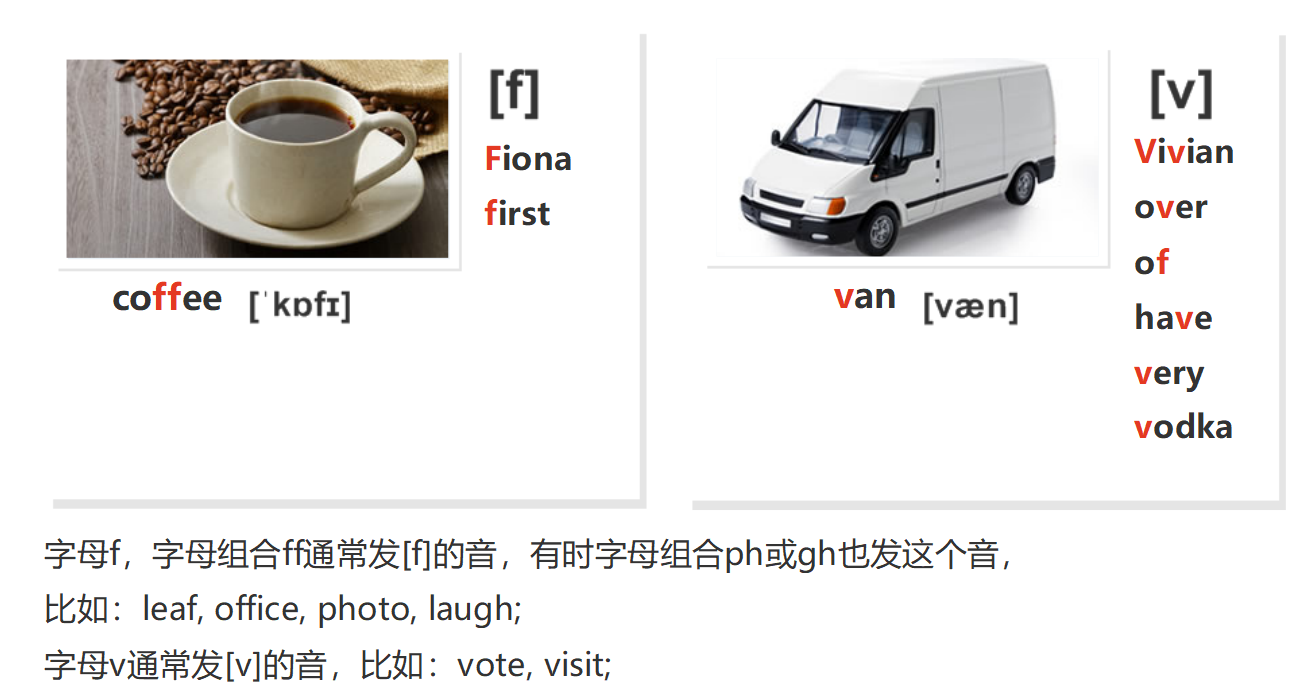 [f]
Fiona
first
coffee [ˈkɒfɪ]
[v]
Vivian
over
of
have
very
vodka
van [væn]
字母f，字母组合ff通常发[f]的音，有时字母组合ph或gh也发这个音，
比如：leaf, office, photo, laugh;
字母v通常发[v]的音，比如：vote, visit;